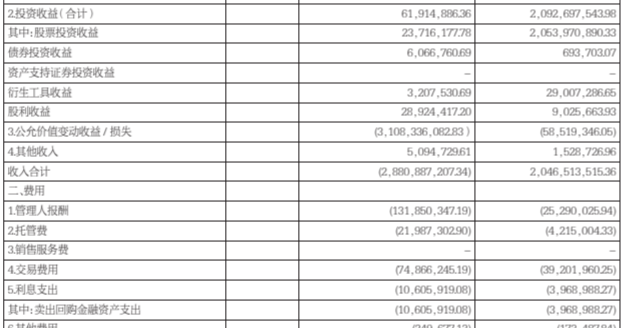 2.投资收益(合计) 61,914,886.36 2,092,697,543.98
其中:股票投资收益 23,716,177.78 2,053,970,890.33
债券投资收益 6,066,760.69 693,703.07
资产支持证券投资收益 – –
衍生工具收益 3,207,530.69 29,007,286.65
股利收益 28,924,417.20 9,025,663.93
3.公允价值变动收益/损失 (3,108,336,082.83) (58,519,346.05)
4.其他收入 5,094,729.61 1,528,726.96
收入合计 (2,880,887,207.34) 2,046,513,515.36
二、费用
1.管理人报酬 (131,850,347.19) (25,290,025.94)
2.托管费 (21,987,302.90) (4,215,004.33)
3.销售服务费 – –
4.交易费用 (74,866,245.19) (39,201,960.25)
5.利息支出 (10,605,919.08) (3,968,988.27)
其中:卖出回购金融资产支出 (10,605,919.08) (3,968,988.27)